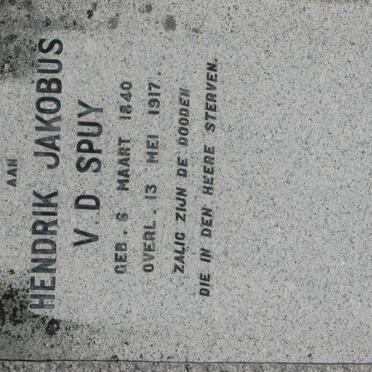 AAN
HENDRIK JAKOBUS
V.D SPUY
GEB. 6 MAART 1840
OVERL. 13 MEI 1917.
ZALIG ZIJN DE DOODEN
DIE IN DEN HEERE STERVEN.